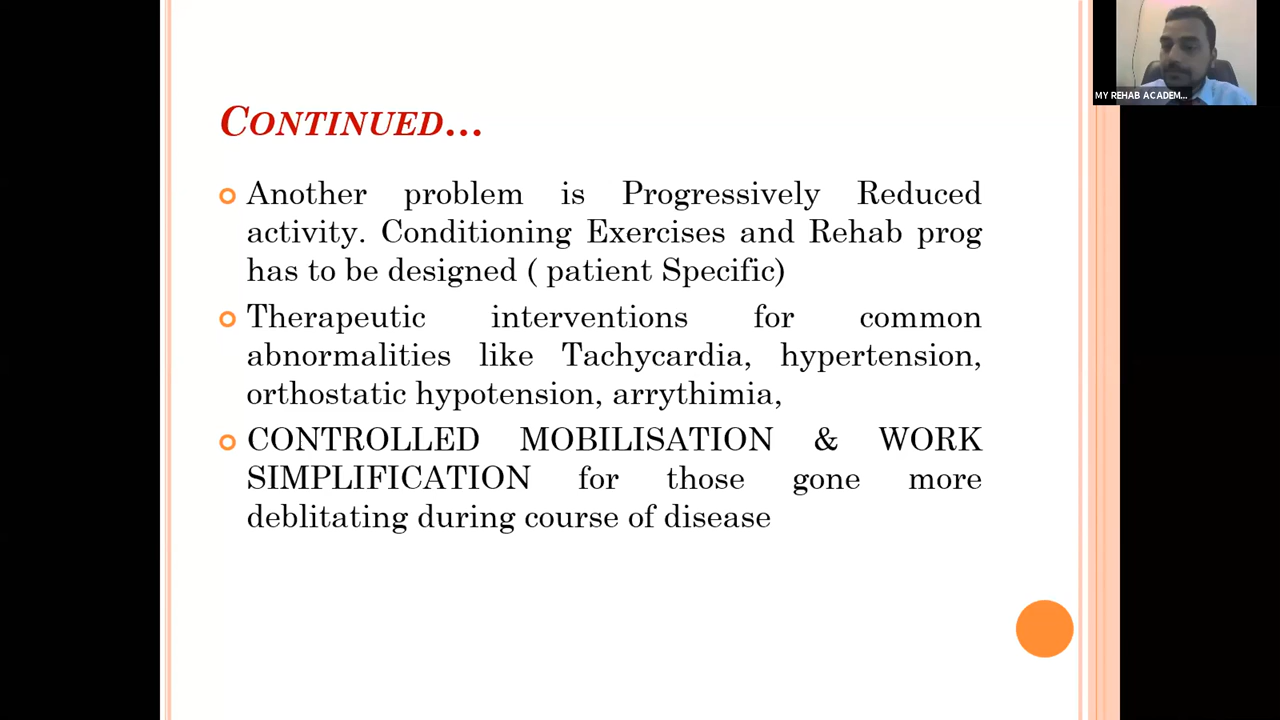 CONTINUED...
Another problem is Progressively Reduced
activity. Conditioning Exercises and Rehab prog
has to be designed ( patient Specific)
Therapeutic interventions for common
abnormalities like Tachycardia, hypertension,
orthostatic hypotension, arrythimia,
CONTROLLED MOBILISATION & WORK
SIMPLIFICATION for those gone more
deblitating during course of disease
MY REHAB ACADEM...